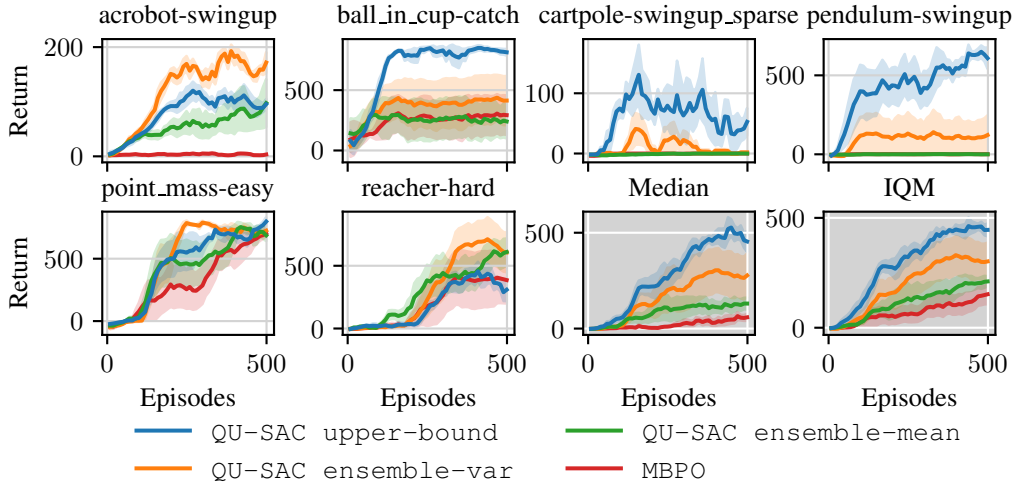 acrobot-swingup ball_in_cup-catch cartpole-swingup_sparse pendulum-swingup
Return
200
0
500
0
100
0
500
0
point_mass-easy reacher-hard Median IQM
Return
500
0
500
0
500
0
500
0
0 500 0 500 0 500 0 500
Episodes Episodes Episodes Episodes
QU-SAC upper-bound QU-SAC ensemble-mean
QU-SAC ensemble-var MBPO